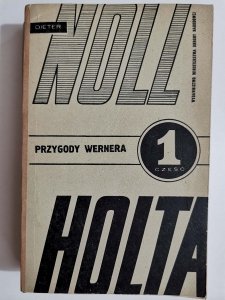 DIETER
NOLL
PRZYGODY WERNERA
1
CZĘŚĆ
HOLTA